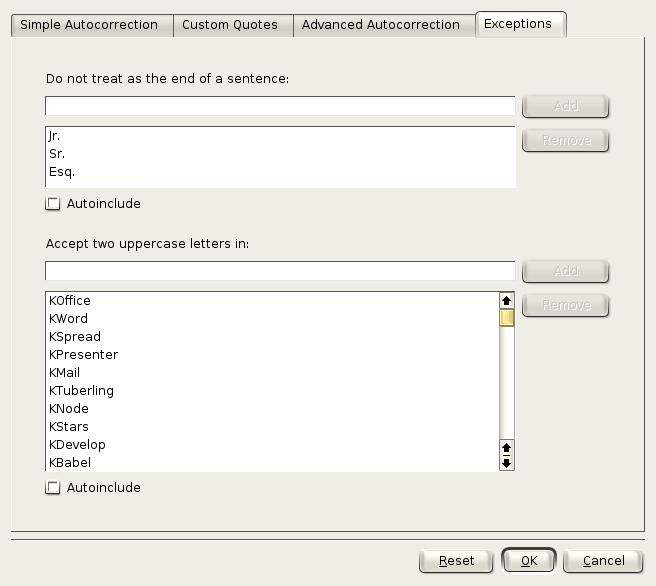 Simple Autocorrection Custom Quotes Advanced Autocorrection Exceptions
Do not treat as the end of a sentence:
Add
Jr.
Remove
Sr.
Esq.
Autoinclude
Accept two uppercase letters in:
Add
KOffice
Remove
KWord
KSpread
KPresenter
KMail
KTuberling
KNode
KStars
KDevelop
KBabel
Autoinclude
Reset OK Cancel